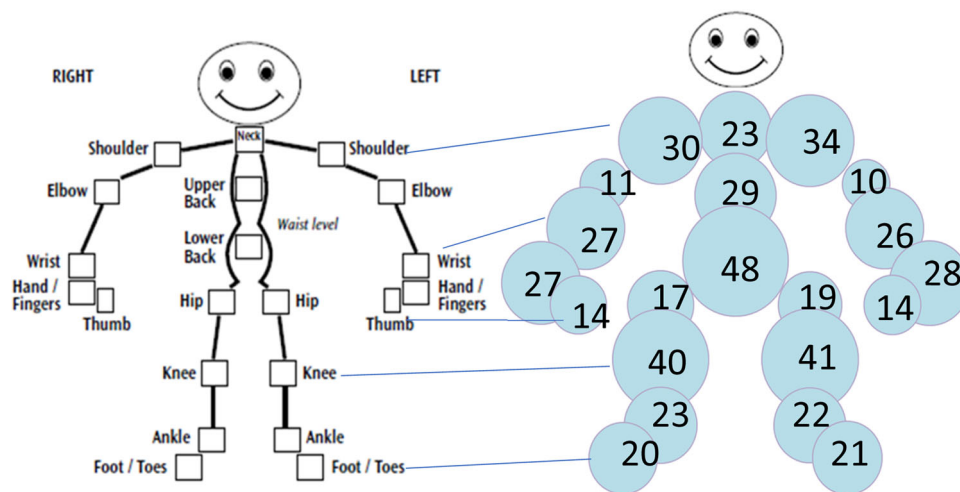 RIGHT
LEFT
Neck
Shoulder
Shoulder
Elbow
Upper
Back
Elbow
Waist level
Lower
Back
Wrist
Wrist
Hand /
Fingers
Hand /
Fingers
Thumb
Hip
Hip
Thumb
Knee
Knee
Ankle
Ankle
Foot / Toes
Foot / Toes
30
23
34
11
29
10
27
26
48
27
28
14
17
19
14
40
41
23
22
20
21